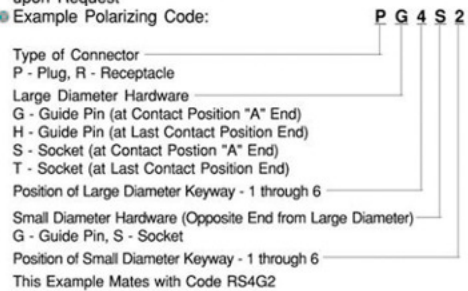 upon Request
Example Polarizing Code: P G 4 S 2
Type of Connector
P - Plug, R - Receptacle
Large Diameter Hardware
G - Guide Pin (at Contact Position "A" End)
H - Guide Pin (at Last Contact Position End)
S - Socket (at Contact Postion "A" End)
T - Socket (at Last Contact Position End)
Position of Large Diameter Keyway - 1 through 6
Small Diameter Hardware (Opposite End from Large Diameter)
G - Guide Pin, S - Socket
Position of Small Diameter Keyway - 1 through 6
This Example Mates with Code RS4G2